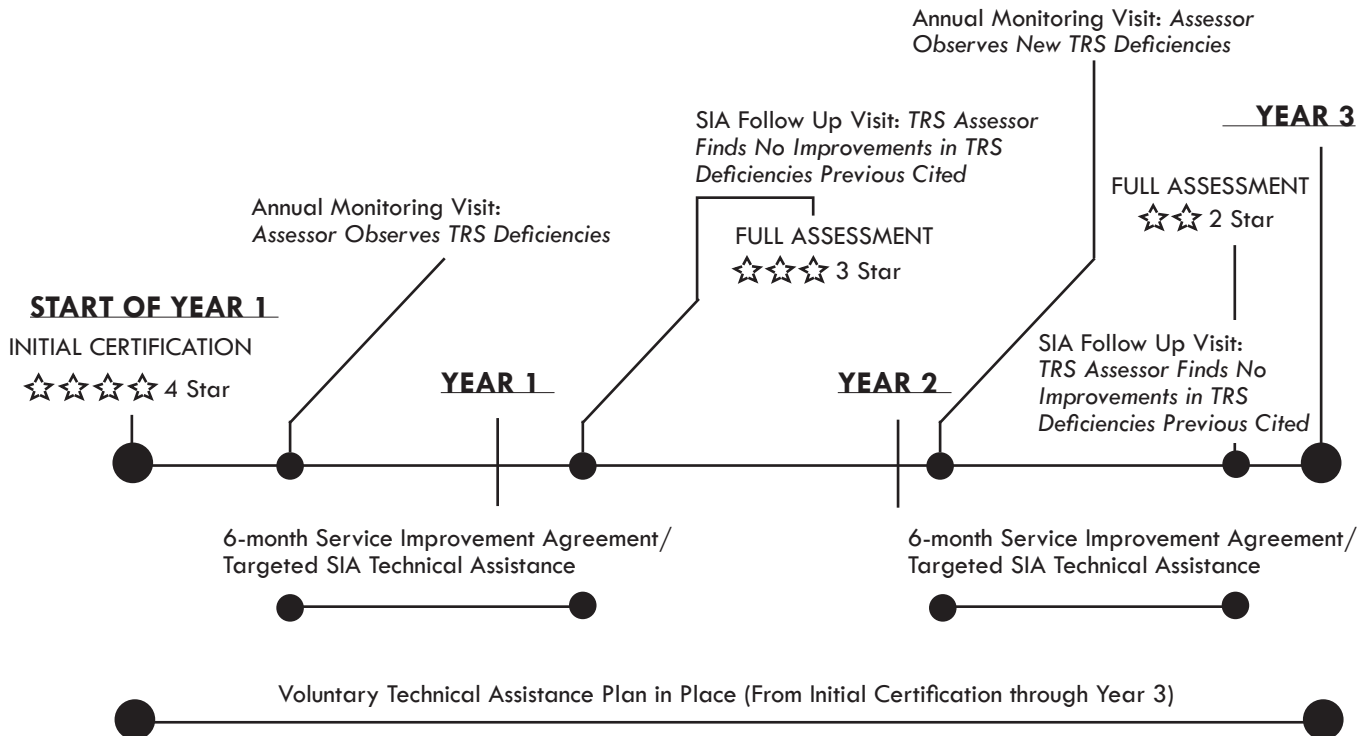 Annual Monitoring Visit: Assessor
Observes New TRS Deficiencies
YEAR 3
SIA Follow Up Visit: TRS Assessor
Finds No Improvements in TRS
Deficiencies Previous Cited
FULL ASSESSMENT
2 Star
Annual Monitoring Visit:
Assessor Observes TRS Deficiencies
FULL ASSESSMENT
3 Star
START OF YEAR 1
INITIAL CERTIFICATION
4 Star
YEAR 1
YEAR 2
SIA Follow Up Visit:
TRS Assessor Finds No
Improvements in TRS
Deficiencies Previous Cited
6-month Service Improvement Agreement/
Targeted SIA Technical Assistance
6-month Service Improvement Agreement/
Targeted SIA Technical Assistance
Voluntary Technical Assistance Plan in Place (From Initial Certification through Year 3)